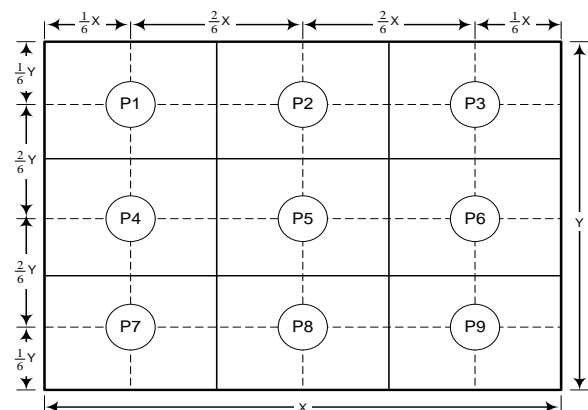 1/6 X 2/6 X 2/6 X 1/6 X
1/6 Y
P1 P2 P3
2/6 Y
P4 P5 P6 Y
2/6 Y
P7 P8 P9
1/6 Y
X